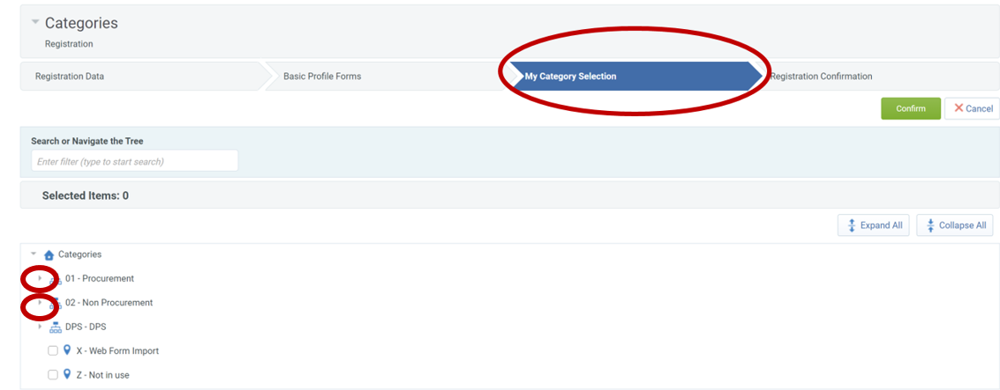 Categories
Registration
Registration Data
Basic Profile Forms
My Category Selection
Registration Confirmation
Confirm
Cancel
Search or Navigate the Tree
Enter filter (type to start search)
Selected Items: 0
Expand All
Collapse All
Categories
01 - Procurement
02 - Non Procurement
DPS - DPS
X - Web Form Import
Z - Not in use